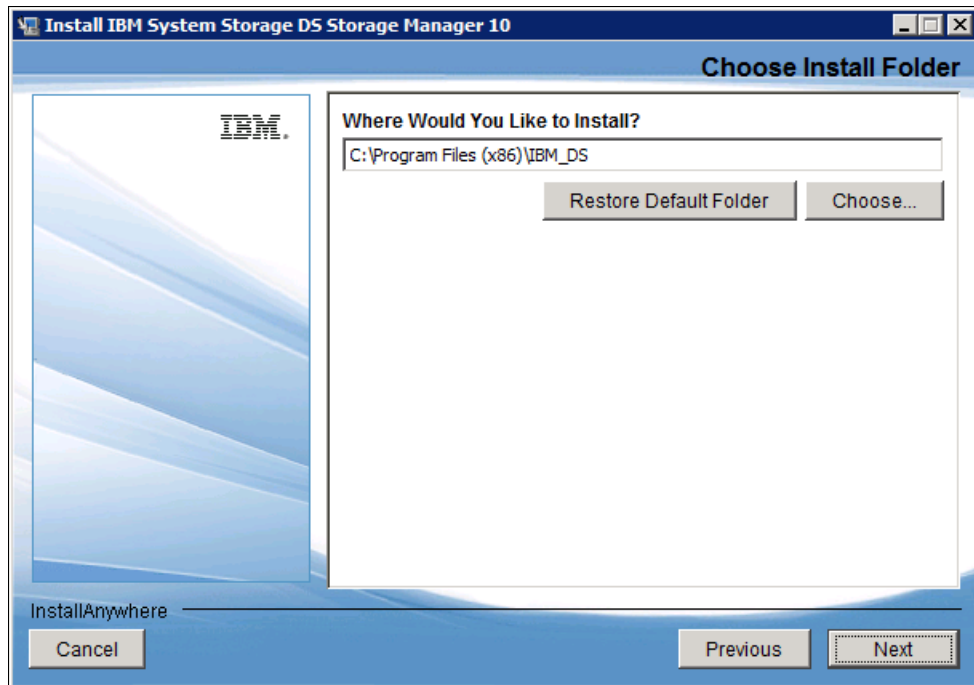 Install IBM System Storage DS Storage Manager 10
Choose Install Folder
IBM.
Where Would You Like to Install?
C:\Program Files (x86)\IBM_DS
Restore Default Folder
Choose...
InstallAnywhere
Cancel
Previous
Next